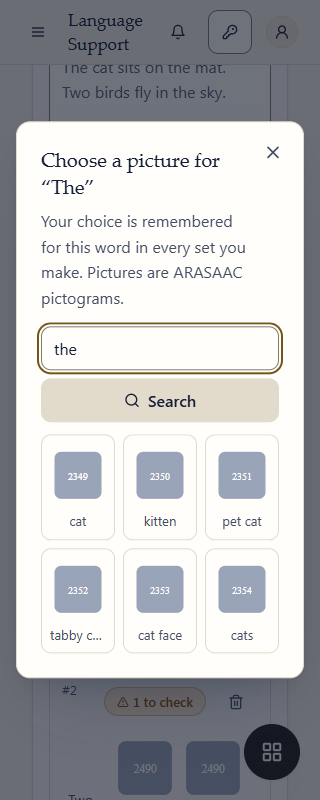 Language
Support
The cat sits on the mat.
Two birds fly in the sky.
Choose a picture for
“The”
Your choice is remembered
for this word in every set you
make. Pictures are ARASAAC
pictograms.
the
Search
2349 2350 2351
cat kitten pet cat
2352 2353 2354
tabby c... cat face cats
#2
1 to check
2490 2490
Two